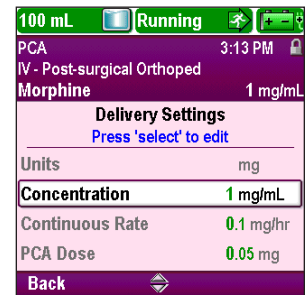 100 mL Running
PCA 3:13 PM
IV - Post-surgical Orthoped
Morphine 1 mg/mL
Delivery Settings
Press 'select' to edit
Units mg
Concentration 1 mg/mL
Continuous Rate 0.1 mg/hr
PCA Dose 0.05 mg
Back